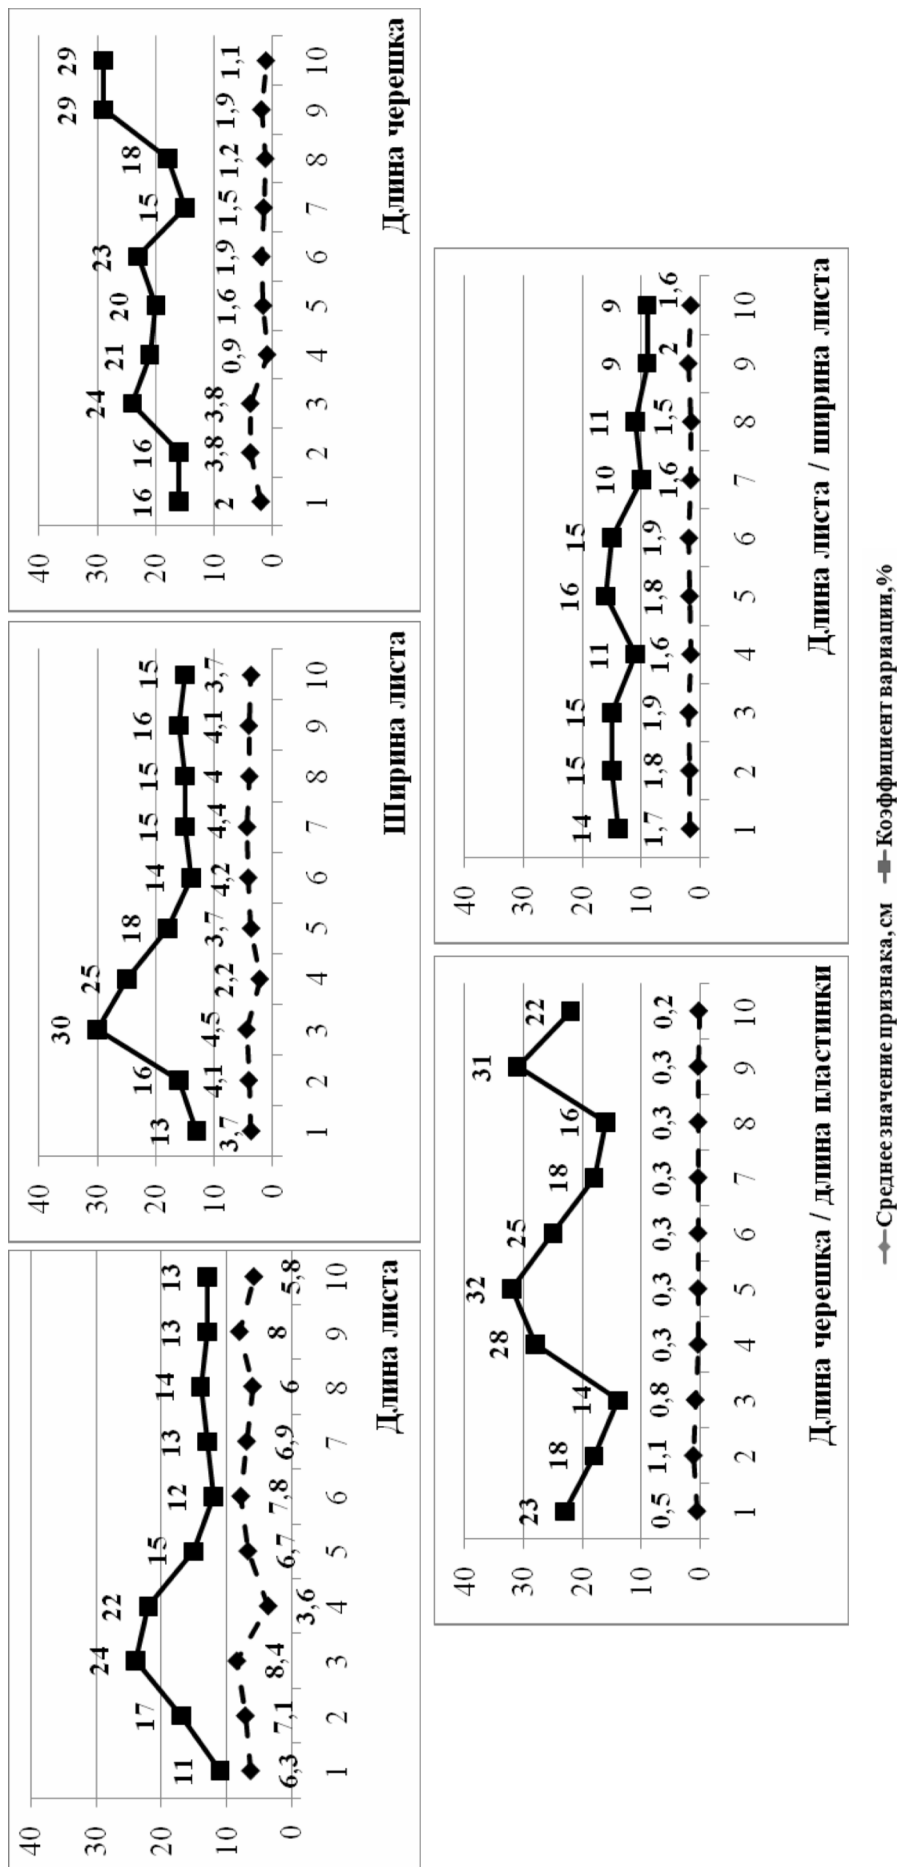 40
30
20
10
0
11 17 24 22 15 12 13 14 13 13
6,3 7,1 8,4 3,6 6,7 7,8 6,9 6 8 5,8
1 2 3 4 5 6 7 8 9 10
Длина листа
40
30
20
10
0
13 16 30 25 18 14 15 15 16 15
3,7 4,1 4,5 2,2 3,7 4,2 4,4 4 4,1 3,7
1 2 3 4 5 6 7 8 9 10
Ширина листа
40
30
20
10
0
16 16 24 21 20 23 15 18 29 29
2 3,8 3,8 0,9 1,6 1,9 1,5 1,2 1,9 1,1
1 2 3 4 5 6 7 8 9 10
Длина черешка
40
30
20
10
0
23 18 14 28 32 25 18 16 31 22
0,5 1,1 0,8 0,3 0,3 0,3 0,3 0,3 0,3 0,2
1 2 3 4 5 6 7 8 9 10
Длина черешка / длина пластинки
40
30
20
10
0
14 15 15 11 16 15 10 11 9 9
1,7 1,8 1,9 1,6 1,8 1,9 1,6 1,5 2 1,6
1 2 3 4 5 6 7 8 9 10
Длина листа / ширина листа
Среднее значение признака, см Коэффициент вариации, %